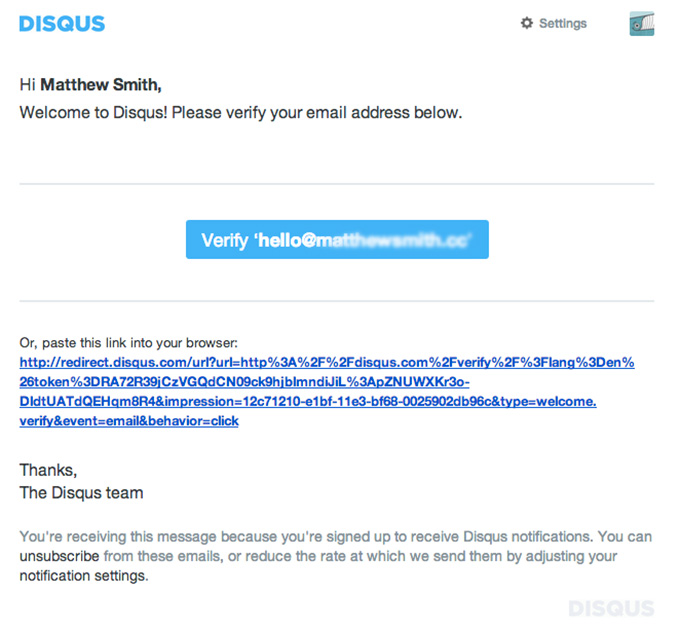 DISQUS
Settings
Hi Matthew Smith,
Welcome to Disqus! Please verify your email address below.
Verify 'hello@matthewsmith.cc'
Or, paste this link into your browser:
http://redirect.disqus.com/url?url=http%3A%2F%2Fdisqus.com%2Fverify%2F%3Flang%3Den%
26token%3DRA72R39jCzVGQdCN09ck9hjbImndiJiL%3ApZNUWXKr3o-
DIdtUATdQEHqm8R4&impression=12c71210-e1bf-11e3-bf68-0025902db96c&type=welcome.
verify&event=email&behavior=click
Thanks,
The Disqus team
You're receiving this message because you're signed up to receive Disqus notifications. You can
unsubscribe from these emails, or reduce the rate at which we send them by adjusting your
notification settings.
DISQUS